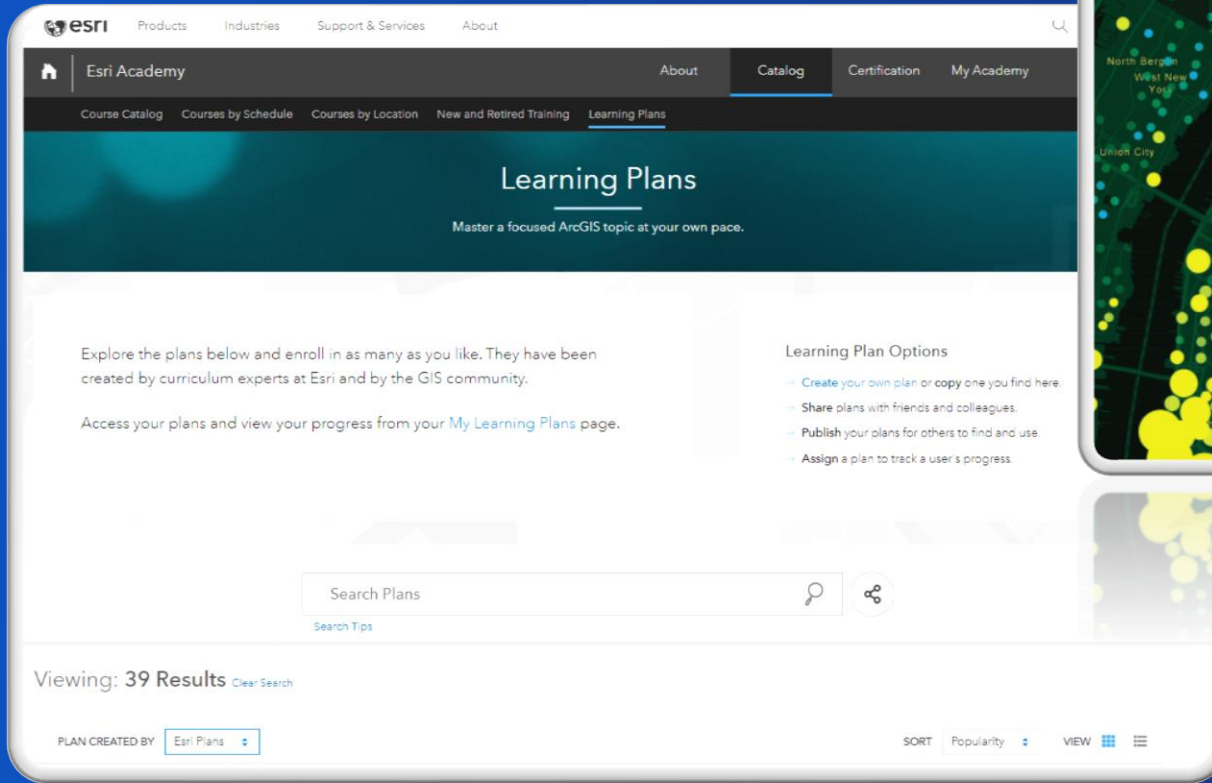 esri Products Industries Support & Services About
Esri Academy About Catalog Certification My Academy
Course Catalog Courses by Schedule Courses by Location New and Retired Training Learning Plans
Learning Plans
Master a focused ArcGIS topic at your own pace.
Explore the plans below and enroll in as many as you like. They have been
created by curriculum experts at Esri and by the GIS community.
Access your plans and view your progress from your My Learning Plans page.
Learning Plan Options
Create your own plan or copy one you find here.
Share plans with friends and colleagues.
Publish your plans for others to find and use.
Assign a plan to track a user's progress.
Search Plans
Search Tips
Viewing: 39 Results Clear Search
PLAN CREATED BY Esri Plans SORT Popularity VIEW
North Bergen
West New
York
Union City